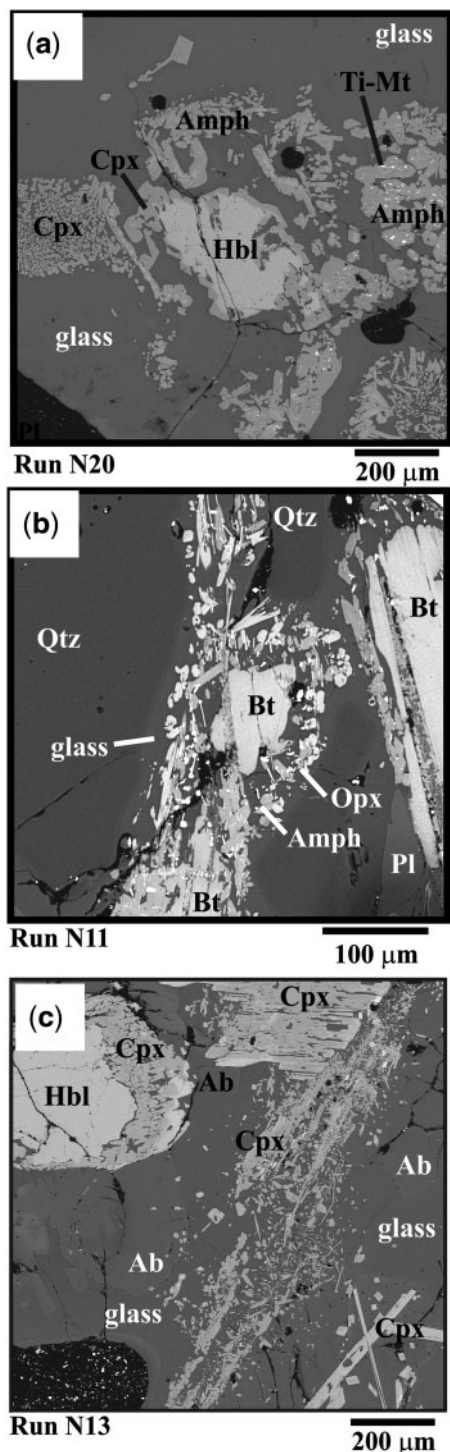 (a)
glass
Ti-Mt
Amph
Cpx
Cpx
Amph
Hbl
glass
Pl
Run N20
200 μm
(b)
Qtz
Bt
Qtz
Bt
glass
Opx
Amph
Pl
Bt
Run N11
100 μm
(c)
Cpx
Cpx
Ab
Hbl
Cpx
Ab
Ab
glass
glass
Cpx
Run N13
200 μm